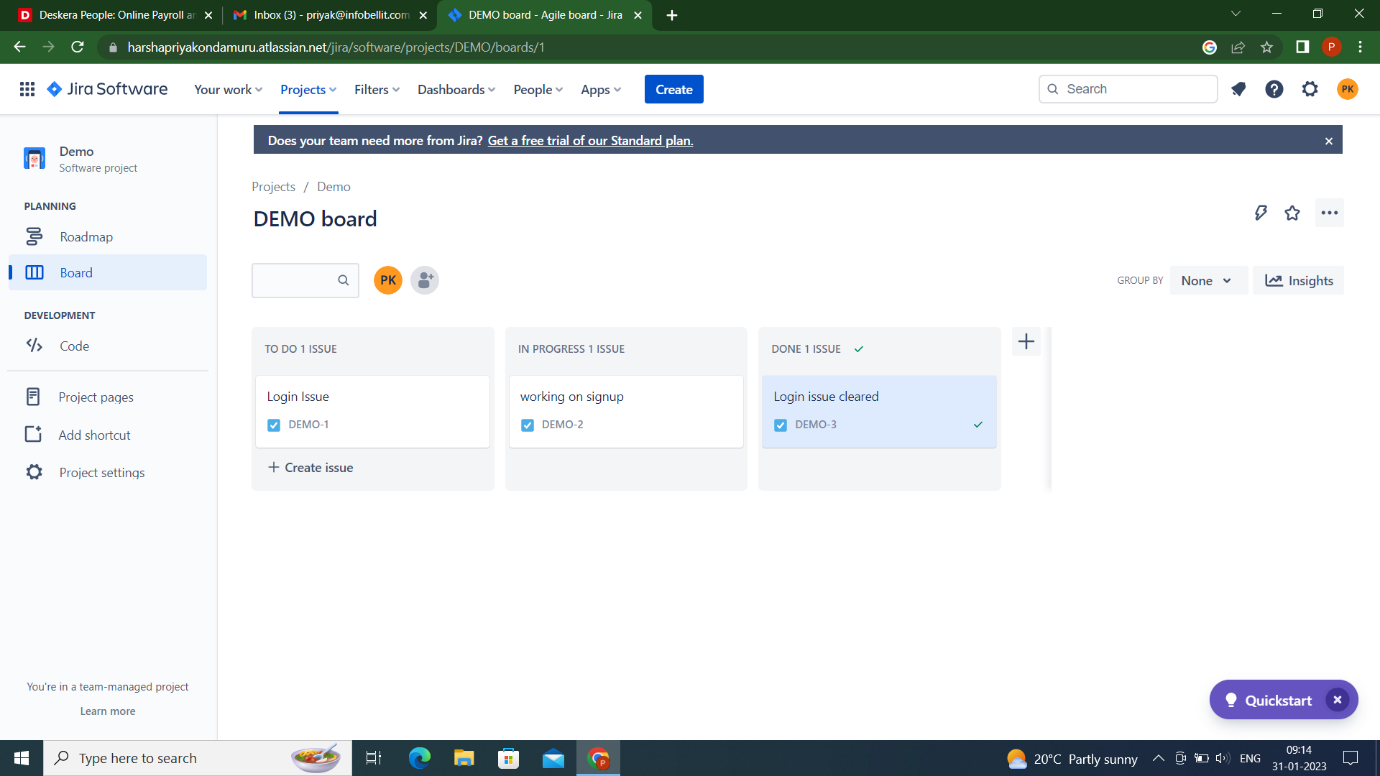 Deskera People: Online Payroll ar
Inbox (3) - priyak@infobellit.com
DEMO board - Agile board - Jira
harshapriyakondamuru.atlassian.net/jira/software/projects/DEMO/boards/1
P
Jira Software
Your work
Projects
Filters
Dashboards
People
Apps
Create
Search
PK
Does your team need more from Jira? Get a free trial of our Standard plan.
Demo
Software project
PLANNING
Roadmap
Board
DEVELOPMENT
Code
Project pages
Add shortcut
Project settings
You're in a team-managed project
Learn more
Projects / Demo
DEMO board
PK
GROUP BY
None
Insights
TO DO 1 ISSUE
Login Issue
DEMO-1
+ Create issue
IN PROGRESS 1 ISSUE
working on signup
DEMO-2
DONE 1 ISSUE
Login issue cleared
DEMO-3
Quickstart
Type here to search
20°C Partly sunny
ENG
09:14
31-01-2023